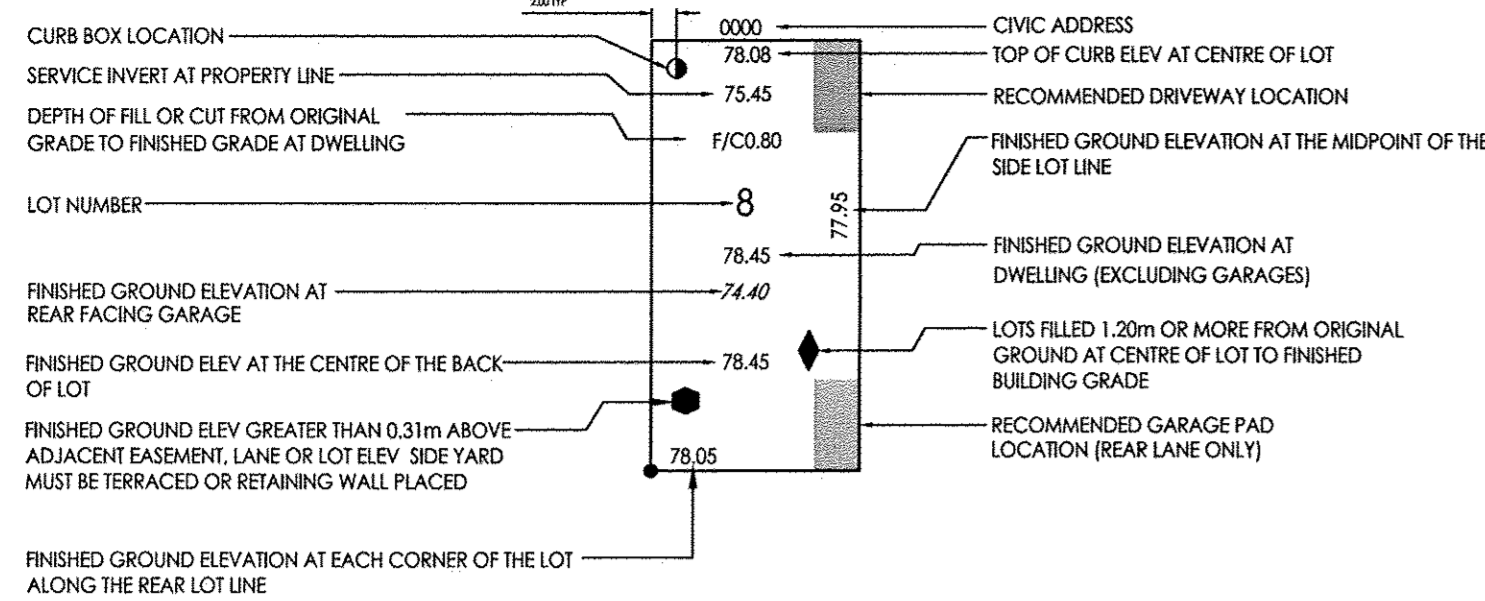 2.00 TYP
CURB BOX LOCATION
SERVICE INVERT AT PROPERTY LINE
DEPTH OF FILL OR CUT FROM ORIGINAL
GRADE TO FINISHED GRADE AT DWELLING
LOT NUMBER
FINISHED GROUND ELEVATION AT
REAR FACING GARAGE
FINISHED GROUND ELEV AT THE CENTRE OF THE BACK
OF LOT
FINISHED GROUND ELEV GREATER THAN 0.31m ABOVE
ADJACENT EASEMENT, LANE OR LOT ELEV SIDE YARD
MUST BE TERRACED OR RETAINING WALL PLACED
FINISHED GROUND ELEVATION AT EACH CORNER OF THE LOT
ALONG THE REAR LOT LINE
0000
78.08
75.45
F/C0.80
8
77.95
78.45
74.40
78.45
78.05
CIVIC ADDRESS
TOP OF CURB ELEV AT CENTRE OF LOT
RECOMMENDED DRIVEWAY LOCATION
FINISHED GROUND ELEVATION AT THE MIDPOINT OF THE
SIDE LOT LINE
FINISHED GROUND ELEVATION AT
DWELLING (EXCLUDING GARAGES)
LOTS FILLED 1.20m OR MORE FROM ORIGINAL
GROUND AT CENTRE OF LOT TO FINISHED
BUILDING GRADE
RECOMMENDED GARAGE PAD
LOCATION (REAR LANE ONLY)